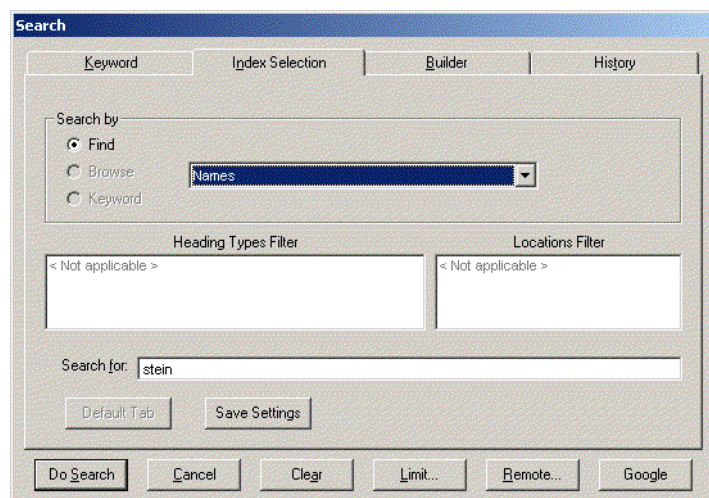 Search
Keyword Index Selection Builder History
Search by
Find
Browse
Names
Keyword
Heading Types Filter Locations Filter
< Not applicable > < Not applicable >
Search for: stein
Default Tab Save Settings
Do Search Cancel Clear Limit... Remote... Google